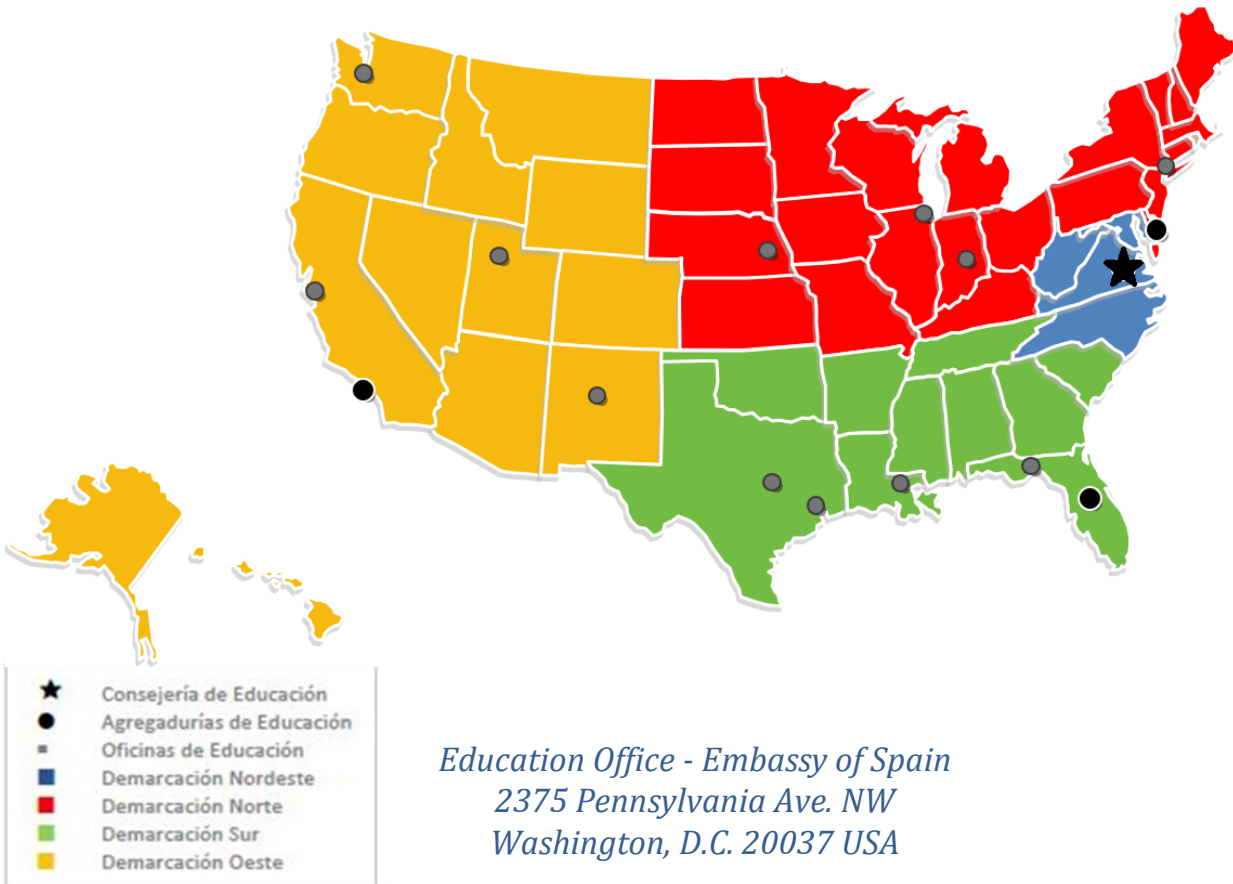 Consejería de Educación
Agregadurías de Educación
Oficinas de Educación
Demarcación Nordeste
Demarcación Norte
Demarcación Sur
Demarcación Oeste
Education Office - Embassy of Spain
2375 Pennsylvania Ave. NW
Washington, D.C. 20037 USA